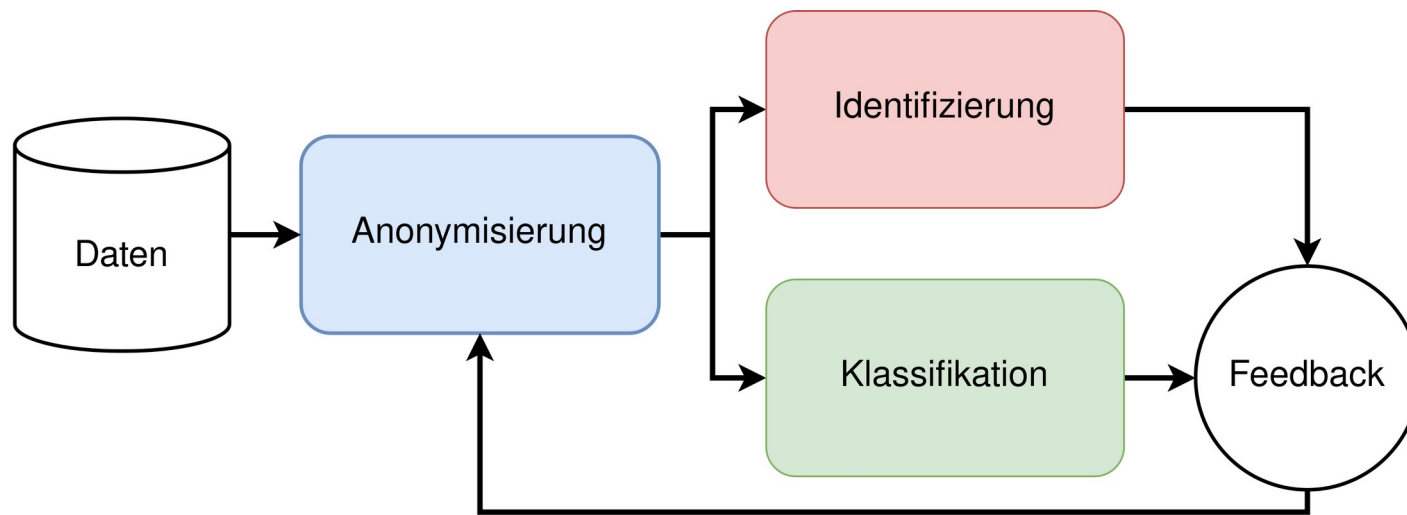 Daten
Anonymisierung
Identifizierung
Klassifikation
Feedback